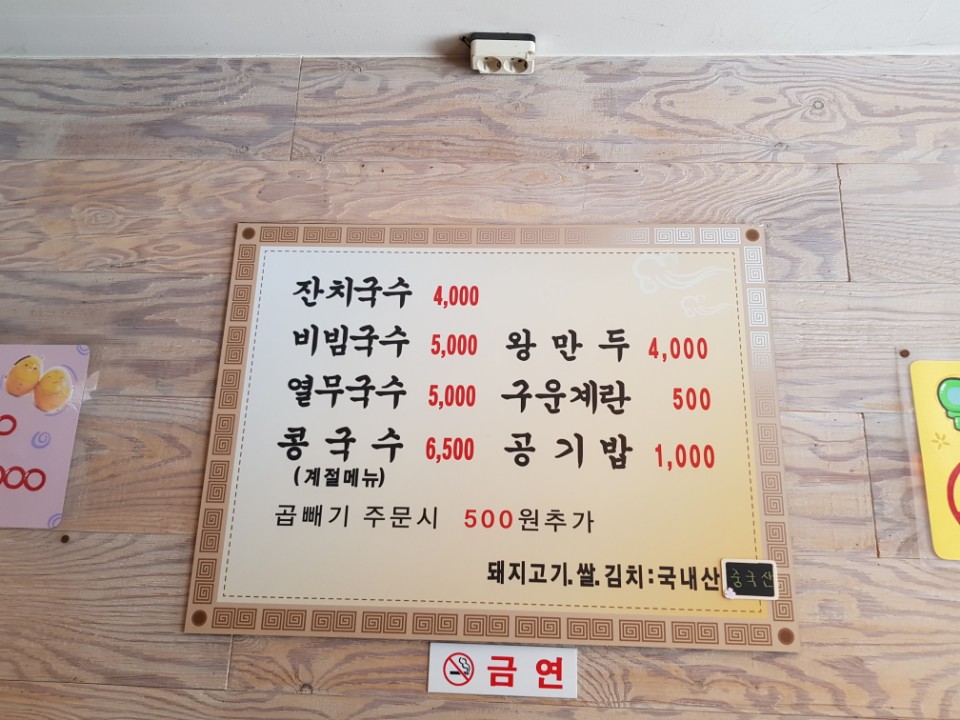 잔치국수 4,000
비빔국수 5,000
열무국수 5,000
콩국수 6,500
(계절메뉴)
왕만두 4,000
구운계란 500
공기밥 1,000
곱빼기 주문시 500원추가
돼지고기.쌀.김치:국내산 중국산
금연